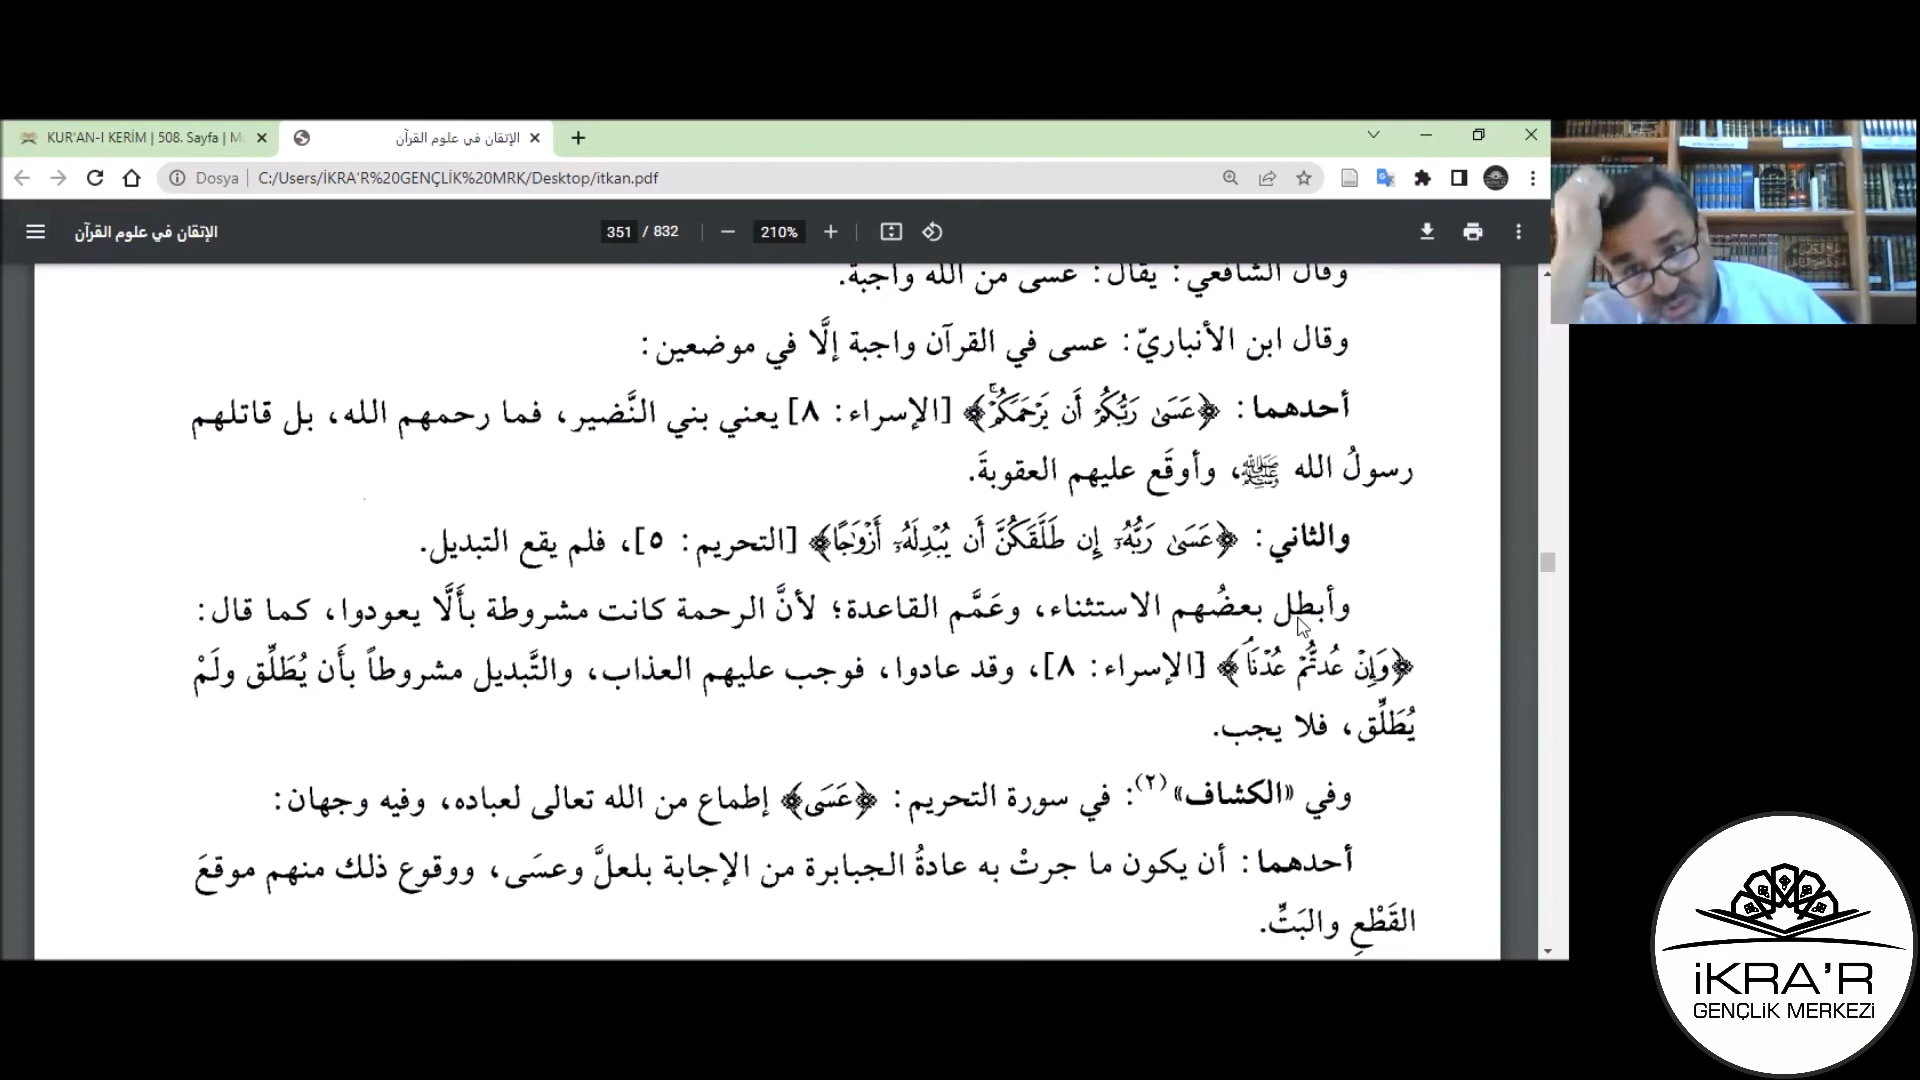 KUR'AN-I KERİM | 508. Sayfa | M
الإتقان في علوم القرآن
Dosya
C:/Users/İKRA'R%20GENÇLİK%20MRK/Desktop/itkan.pdf
الإتقان في علوم القرآن
351 / 832
210%
وقال الشافعي: يقال: عسى من الله واجبة.
وقال ابن الأنباريّ: عسى في القرآن واجبة إلَّا في موضعين:
أحدهما: ﴿عَسَىٰ رَبُّكُمْ أَن يَرْحَمَكُمْۚ﴾ [الإسراء: ٨] يعني بني النَّضير، فما رحمهم الله، بل قاتلهم
رسولُ الله ﷺ، وأوقَع عليهم العقوبةَ.
والثاني: ﴿عَسَىٰ رَبُّهُۥٓ إِن طَلَّقَكُنَّ أَن يُبْدِلَهُۥٓ أَزْوَٰجًا﴾ [التحريم: ٥]، فلم يقع التبديل.
وأبطل بعضُهم الاستثناء، وعَمَّم القاعدة؛ لأنَّ الرحمة كانت مشروطة بأَلَّا يعودوا، كما قال:
﴿وَإِنْ عُدتُّمْ عُدْنَاۘ﴾ [الإسراء: ٨]، وقد عادوا، فوجب عليهم العذاب، والتَّبديل مشروطاً بأَن يُطَلِّق ولَمْ
يُطَلِّق، فلا يجب.
وفي «الكشاف»(٢): في سورة التحريم: ﴿عَسَى﴾ إطماع من الله تعالى لعباده، وفيه وجهان:
أحدهما: أن يكون ما جرتْ به عادةُ الجبابرة من الإجابة بلعلَّ وعسَى، ووقوع ذلك منهم موقعَ
القَطْعِ والبَتِّ.
iKRA'R
GENÇLİK MERKEZİ